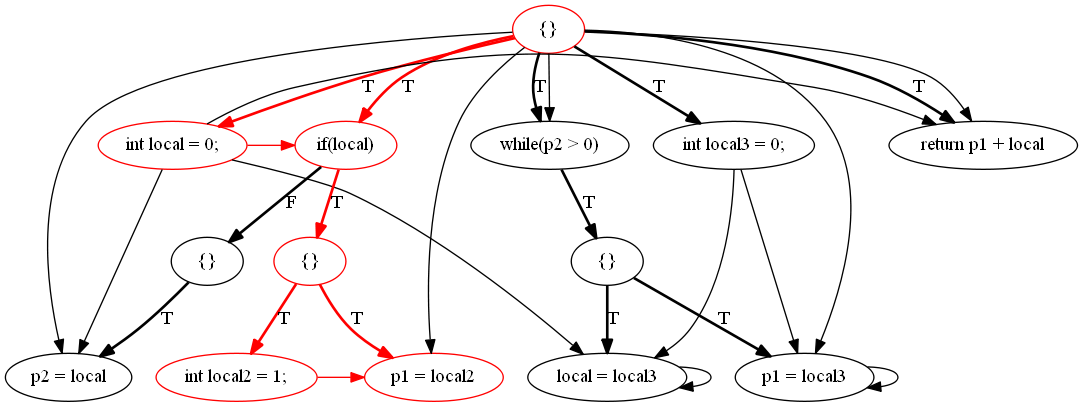 {}
T
T
T
T
T
int local = 0;
if(local)
while(p2 > 0)
int local3 = 0;
return p1 + local
F
T
T
{}
{}
{}
T
T
T
T
T
p2 = local
int local2 = 1;
p1 = local2
local = local3
p1 = local3